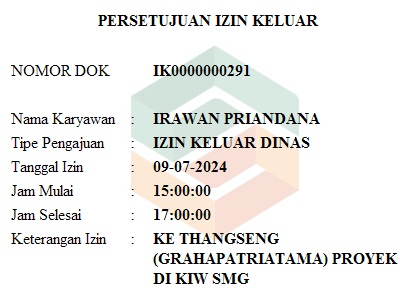 PERSETUJUAN IZIN KELUAR
NOMOR DOK IK0000000291
Nama Karyawan : IRAWAN PRIANDANA
Tipe Pengajuan : IZIN KELUAR DINAS
Tanggal Izin : 09-07-2024
Jam Mulai : 15:00:00
Jam Selesai : 17:00:00
Keterangan Izin : KE THANGSENG
(GRAHAPATRIATAMA) PROYEK
DI KIW SMG